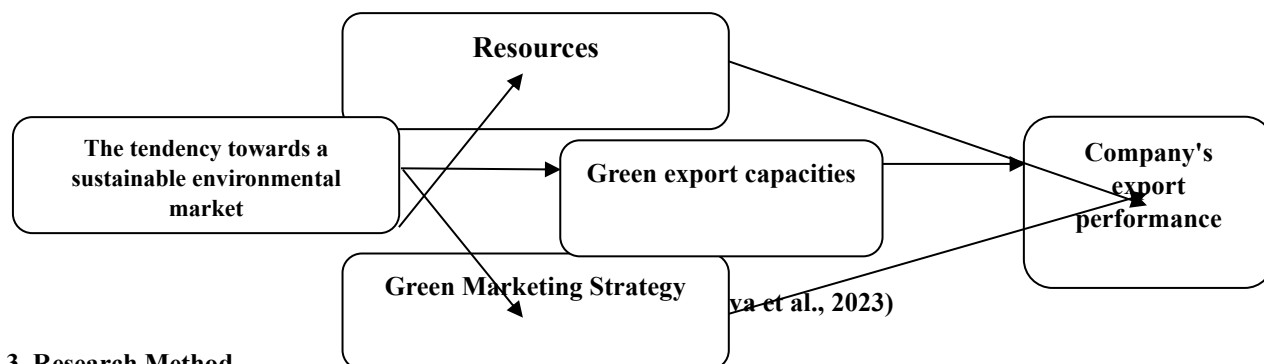 Resources
The tendency towards a
sustainable environmental
market
Green export capacities
Company's
export
performance
Green Marketing Strategy
et al., 2023)
3. Research Method